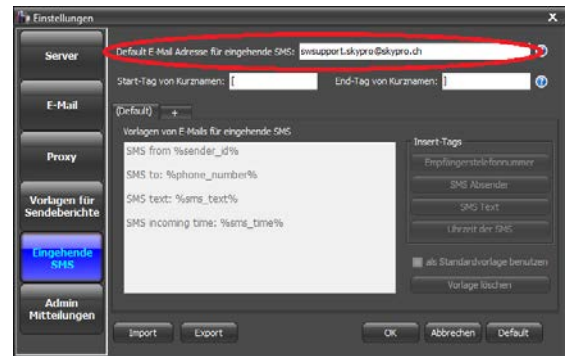 Einstellungen
X
Server
E-Mail
Proxy
Vorlagen für
Sendeberichte
Eingehende
SMS
Admin
Mitteilungen
Default E-Mail Adresse für eingehende SMS: swsupport.skypro@skypro.ch
Start-Tag von Kurznamen: [
End-Tag von Kurznamen: ]
(Default) +
Vorlagen von E-Mails für eingehende SMS
SMS from %sender_id%
SMS to: %phone_number%
SMS text: %sms_text%
SMS incoming time: %sms_time%
Insert-Tags
Empfängerstelefonnummer
SMS Absender
SMS Text
Uhrzeit der SMS
als Standardvorlage benutzen
Vorlage löschen
Import Export OK Abbrechen Default